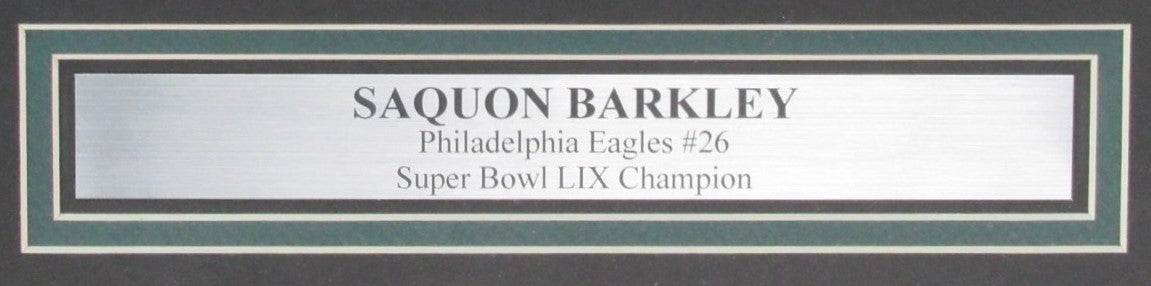 SAQUON BARKLEY
Philadelphia Eagles #26
Super Bowl LIX Champion